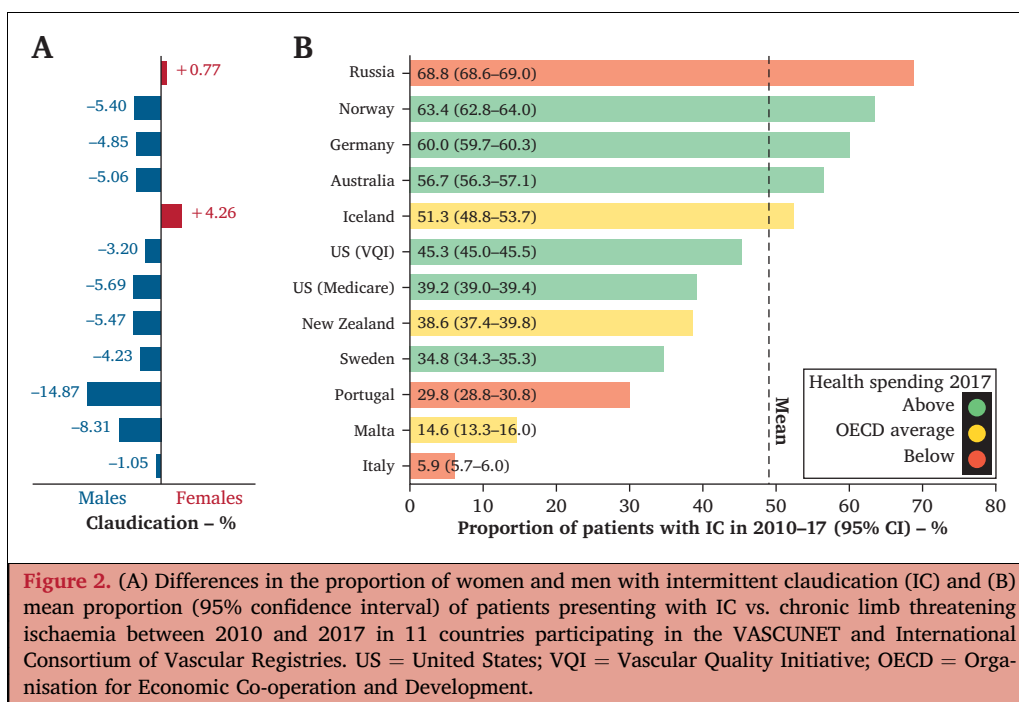 A
+0.77
–5.40
–4.85
–5.06
+4.26
–3.20
–5.69
–5.47
–4.23
–14.87
–8.31
–1.05
Males Females
Claudication – %
B
Russia 68.8 (68.6–69.0)
Norway 63.4 (62.8–64.0)
Germany 60.0 (59.7–60.3)
Australia 56.7 (56.3–57.1)
Iceland 51.3 (48.8–53.7)
US (VQI) 45.3 (45.0–45.5)
US (Medicare) 39.2 (39.0–39.4)
New Zealand 38.6 (37.4–39.8)
Sweden 34.8 (34.3–35.3)
Portugal 29.8 (28.8–30.8)
Malta 14.6 (13.3–16.0)
Italy 5.9 (5.7–6.0)
Mean
Health spending 2017
Above
OECD average
Below
0 10 20 30 40 50 60 70 80
Proportion of patients with IC in 2010–17 (95% CI) – %
Figure 2. (A) Differences in the proportion of women and men with intermittent claudication (IC) and (B)
mean proportion (95% confidence interval) of patients presenting with IC vs. chronic limb threatening
ischaemia between 2010 and 2017 in 11 countries participating in the VASCUNET and International
Consortium of Vascular Registries. US = United States; VQI = Vascular Quality Initiative; OECD = Orga-
nisation for Economic Co-operation and Development.